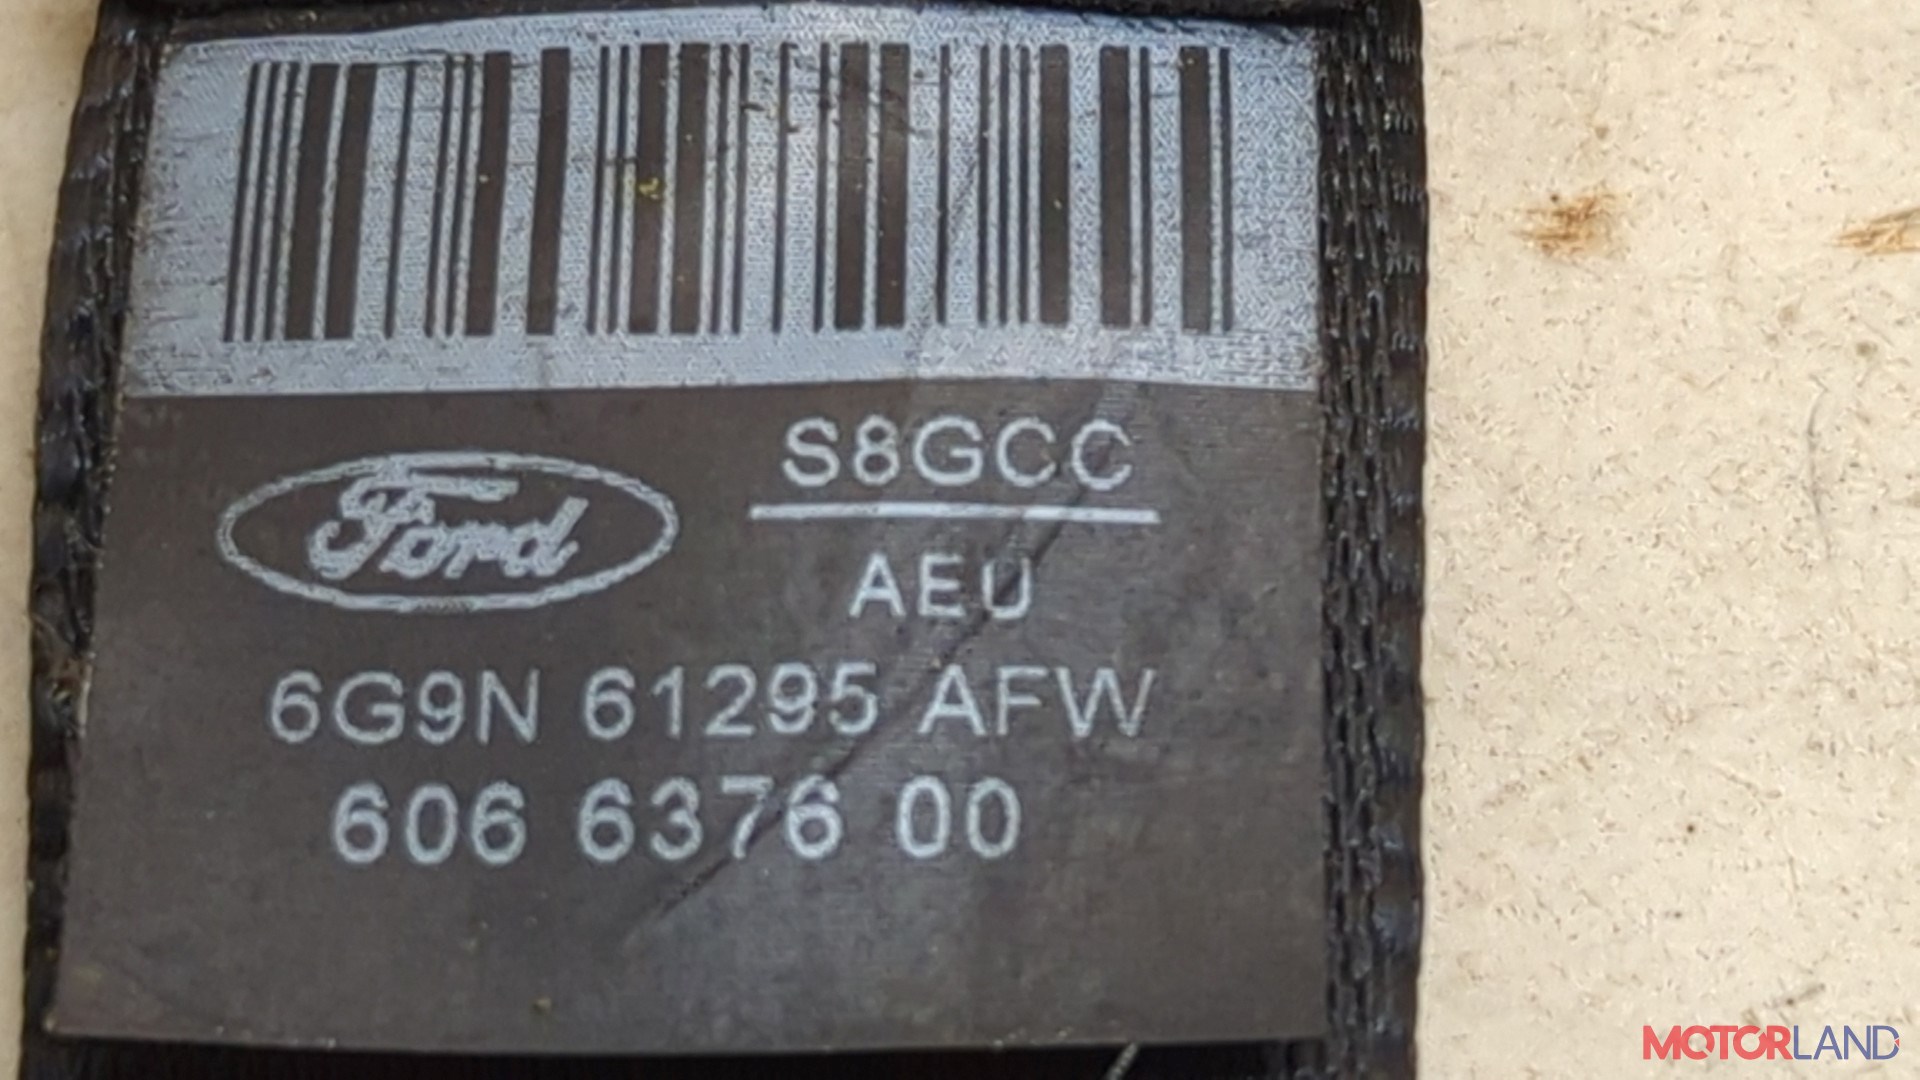 S8GCC
Ford
AEU
6G9N 61295 AFW
606 6376 00
MOTORLAND